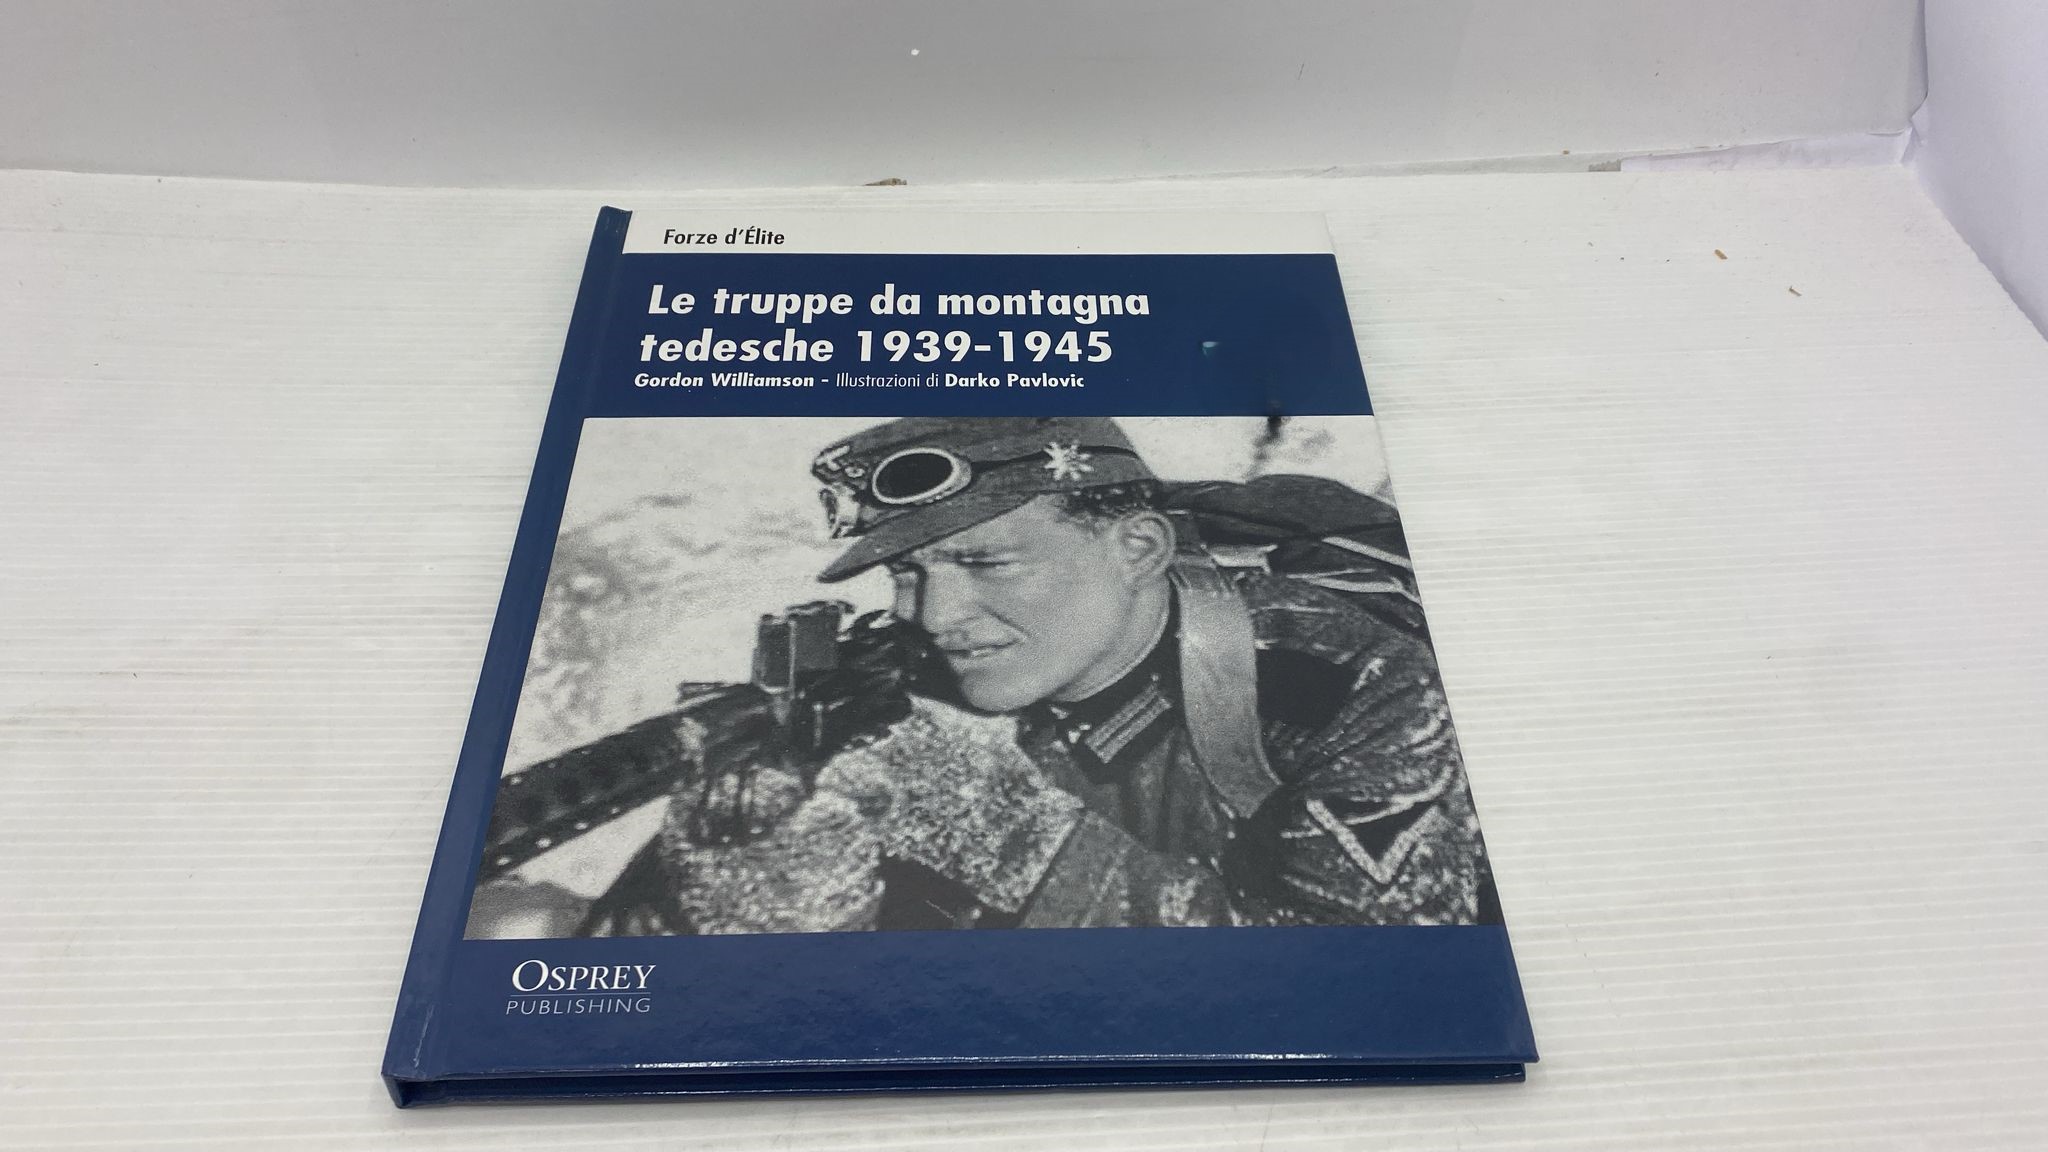 Forze d'Élite
Le truppe da montagna
tedesche 1939-1945
Gordon Williamson - Illustrazioni di Darko Pavlovic
OSPREY
PUBLISHING